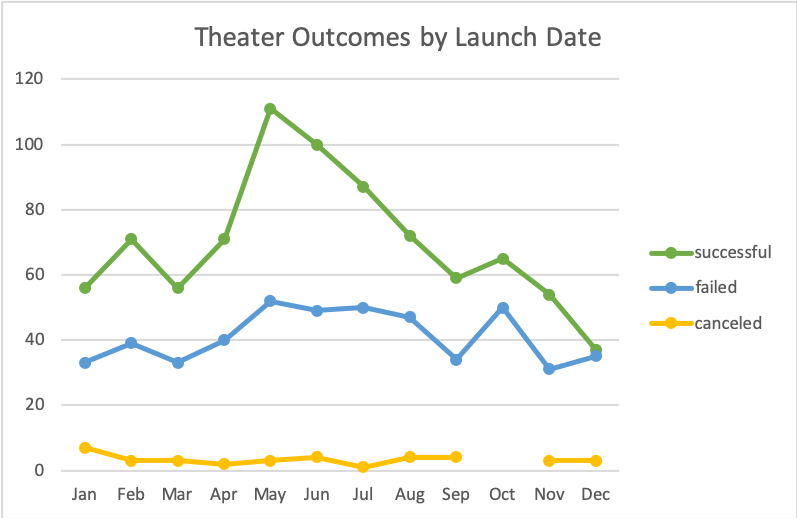 Theater Outcomes by Launch Date
120
100
80
60
40
20
0
Jan Feb Mar Apr May Jun Jul Aug Sep Oct Nov Dec
successful
failed
canceled